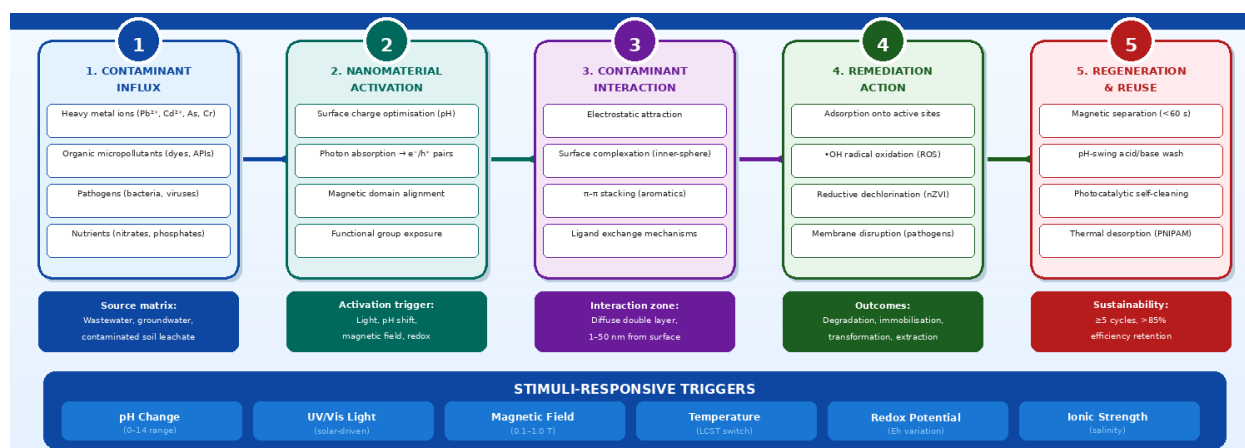 1
1. CONTAMINANT
INFLUX
Heavy metal ions (Pb²⁺, Cd²⁺, As, Cr)
Organic micropollutants (dyes, APIs)
Pathogens (bacteria, viruses)
Nutrients (nitrates, phosphates)
Source matrix:
Wastewater, groundwater,
contaminated soil leachate
2
2. NANOMATERIAL
ACTIVATION
Surface charge optimisation (pH)
Photon absorption → e⁻/h⁺ pairs
Magnetic domain alignment
Functional group exposure
Activation trigger:
Light, pH shift,
magnetic field, redox
3
3. CONTAMINANT
INTERACTION
Electrostatic attraction
Surface complexation (inner-sphere)
π–π stacking (aromatics)
Ligand exchange mechanisms
Interaction zone:
Diffuse double layer,
1–50 nm from surface
4
4. REMEDIATION
ACTION
Adsorption onto active sites
•OH radical oxidation (ROS)
Reductive dechlorination (nZVI)
Membrane disruption (pathogens)
Outcomes:
Degradation, immobilisation,
transformation, extraction
5
5. REGENERATION
& REUSE
Magnetic separation (<60 s)
pH-swing acid/base wash
Photocatalytic self-cleaning
Thermal desorption (PNIPAM)
Sustainability:
≥5 cycles, >85%
efficiency retention
STIMULI-RESPONSIVE TRIGGERS
pH Change
(0–14 range)
UV/Vis Light
(solar-driven)
Magnetic Field
(0.1–1.0 T)
Temperature
(LCST switch)
Redox Potential
(Eh variation)
Ionic Strength
(salinity)